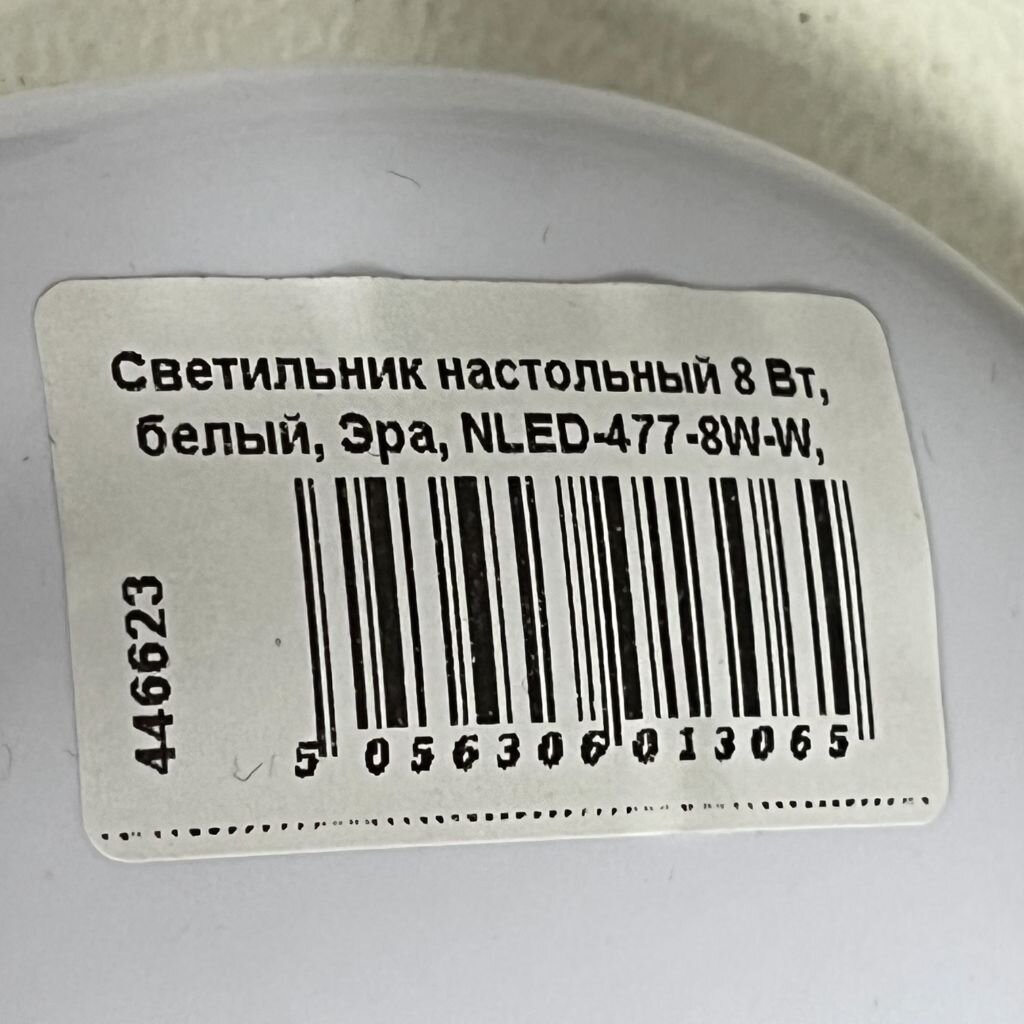 Светильник настольный 8 Вт,
белый, Эра, NLED-477-8W-W,
446623
5 056306 013065